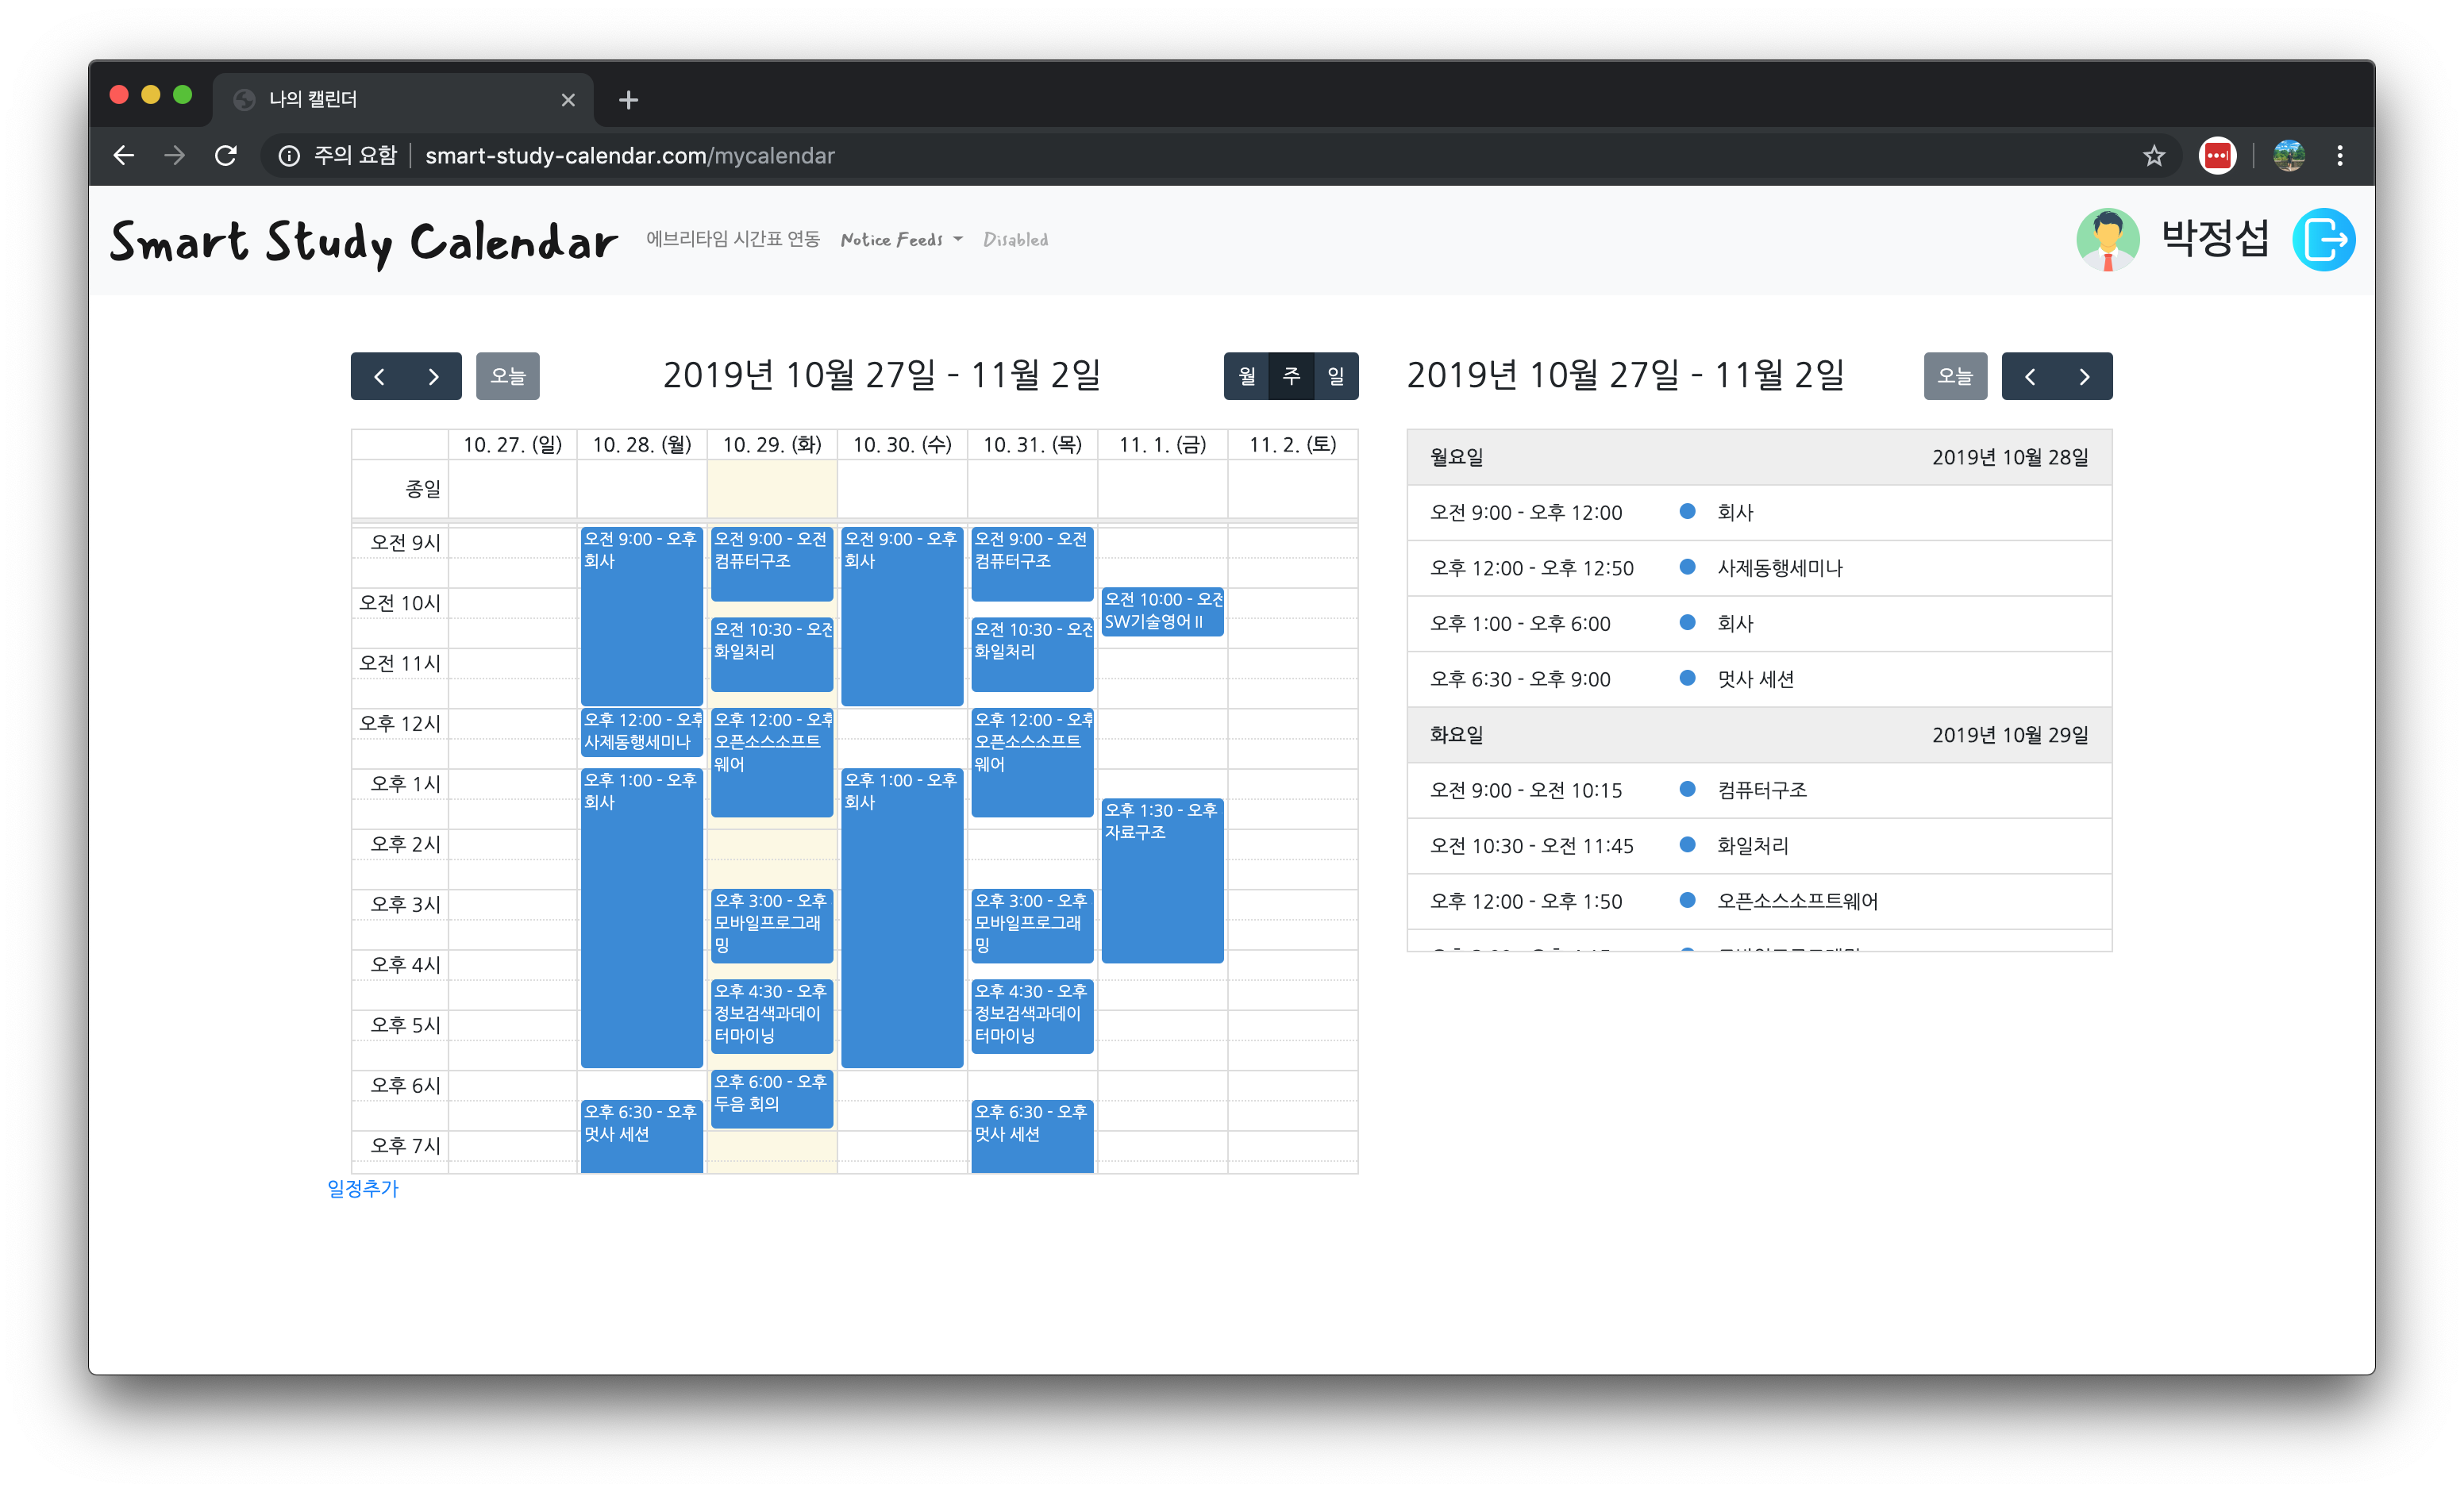 나의 캘린더
주의 요함 smart-study-calendar.com/mycalendar
Smart Study Calendar 에브리타임 시간표 연동 Notice Feeds Disabled 박정섭
오늘 2019년 10월 27일 - 11월 2일 월 주 일
10. 27. (일) 10. 28. (월) 10. 29. (화) 10. 30. (수) 10. 31. (목) 11. 1. (금) 11. 2. (토)
종일
오전 9시
오전 10시
오전 11시
오후 12시
오후 1시
오후 2시
오후 3시
오후 4시
오후 5시
오후 6시
오후 7시
오전 9:00 - 오후
회사
오후 12:00 - 오후
사제동행세미나
오후 1:00 - 오후
회사
오후 6:30 - 오후
멋사 세션
오전 9:00 - 오전
컴퓨터구조
오전 10:30 - 오전
화일처리
오후 12:00 - 오후
오픈소스소프트
웨어
오후 3:00 - 오후
모바일프로그래
밍
오후 4:30 - 오후
정보검색과데이
터마이닝
오후 6:00 - 오후
두음 회의
오전 9:00 - 오후
회사
오후 1:00 - 오후
회사
오전 9:00 - 오전
컴퓨터구조
오전 10:30 - 오전
화일처리
오후 12:00 - 오후
오픈소스소프트
웨어
오후 3:00 - 오후
모바일프로그래
밍
오후 4:30 - 오후
정보검색과데이
터마이닝
오후 6:30 - 오후
멋사 세션
오전 10:00 - 오전
SW기술영어Ⅱ
오후 1:30 - 오후
자료구조
일정추가
2019년 10월 27일 - 11월 2일 오늘
월요일 2019년 10월 28일
오전 9:00 - 오후 12:00 회사
오후 12:00 - 오후 12:50 사제동행세미나
오후 1:00 - 오후 6:00 회사
오후 6:30 - 오후 9:00 멋사 세션
화요일 2019년 10월 29일
오전 9:00 - 오전 10:15 컴퓨터구조
오전 10:30 - 오전 11:45 화일처리
오후 12:00 - 오후 1:50 오픈소스소프트웨어